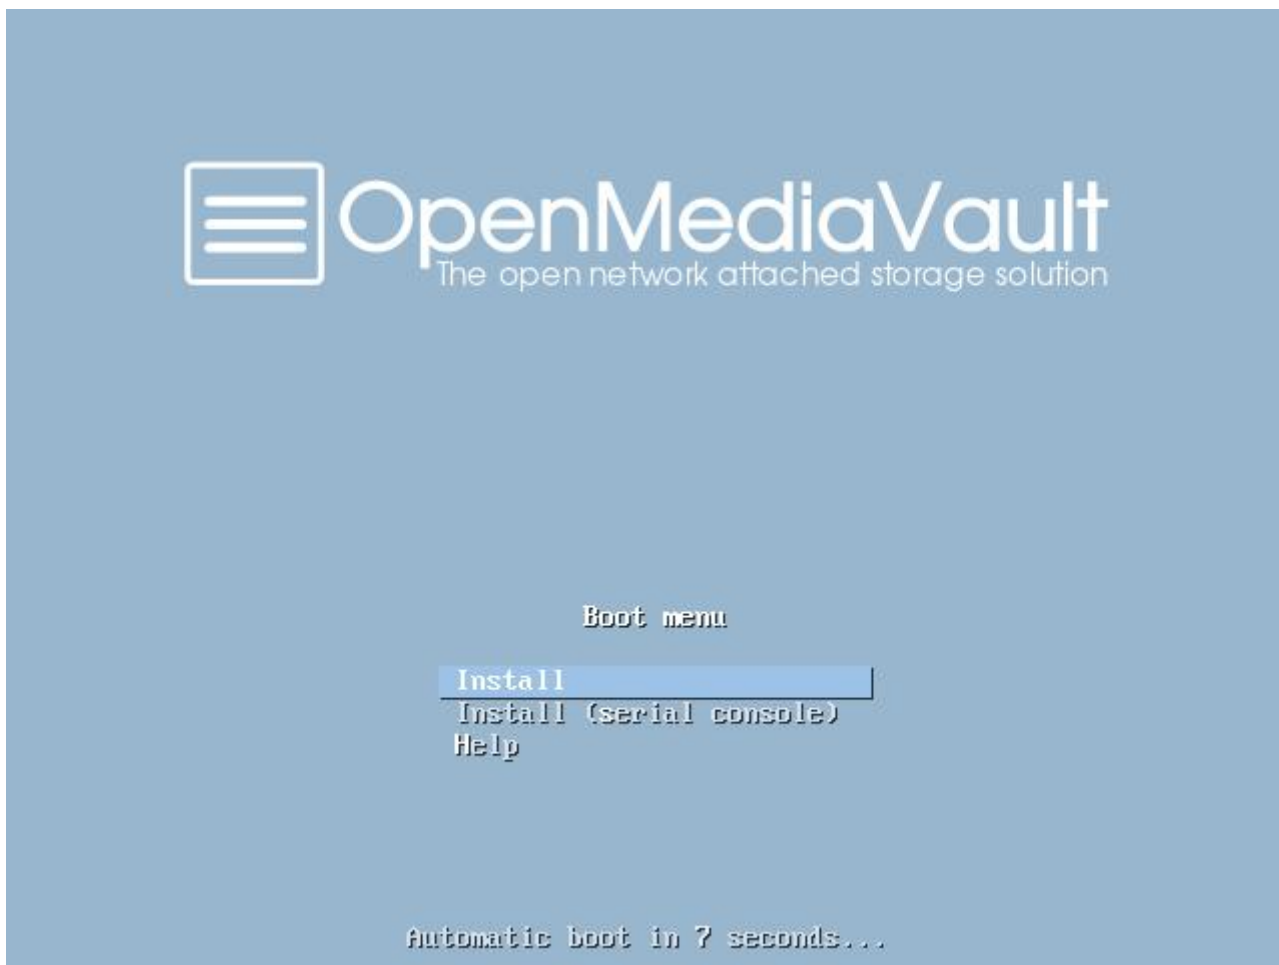 OpenMediaVault
The open network attached storage solution
Boot menu
Install
Install (serial console)
Help
Automatic boot in 7 seconds...